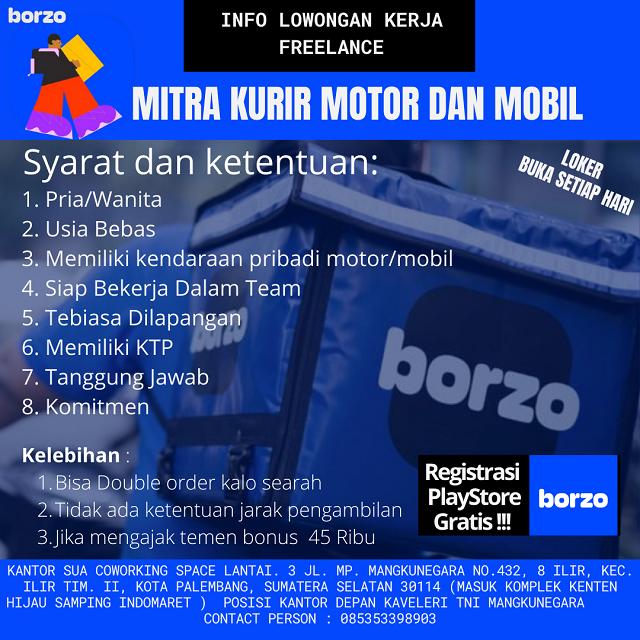 borzo
INFO LOWONGAN KERJA
FREELANCE
MITRA KURIR MOTOR DAN MOBIL
Syarat dan ketentuan:
LOKER
BUKA SETIAP HARI
1. Pria/Wanita
2. Usia Bebas
3. Memiliki kendaraan pribadi motor/mobil
4. Siap Bekerja Dalam Team
5. Tebiasa Dilapangan
6. Memiliki KTP
7. Tanggung Jawab
8. Komitmen
borzo
borzo
Kelebihan :
1. Bisa Double order kalo searah
2. Tidak ada ketentuan jarak pengambilan
3. Jika mengajak temen bonus 45 Ribu
Registrasi
PlayStore
Gratis !!!
borzo
KANTOR SUA COWORKING SPACE LANTAI. 3 JL. MP. MANGKUNEGARA NO.432, 8 ILIR, KEC.
ILIR TIM. II, KOTA PALEMBANG, SUMATERA SELATAN 30114 (MASUK KOMPLEK KENTEN
HIJAU SAMPING INDOMARET ) POSISI KANTOR DEPAN KAVELERI TNI MANGKUNEGARA
CONTACT PERSON : 085353398903